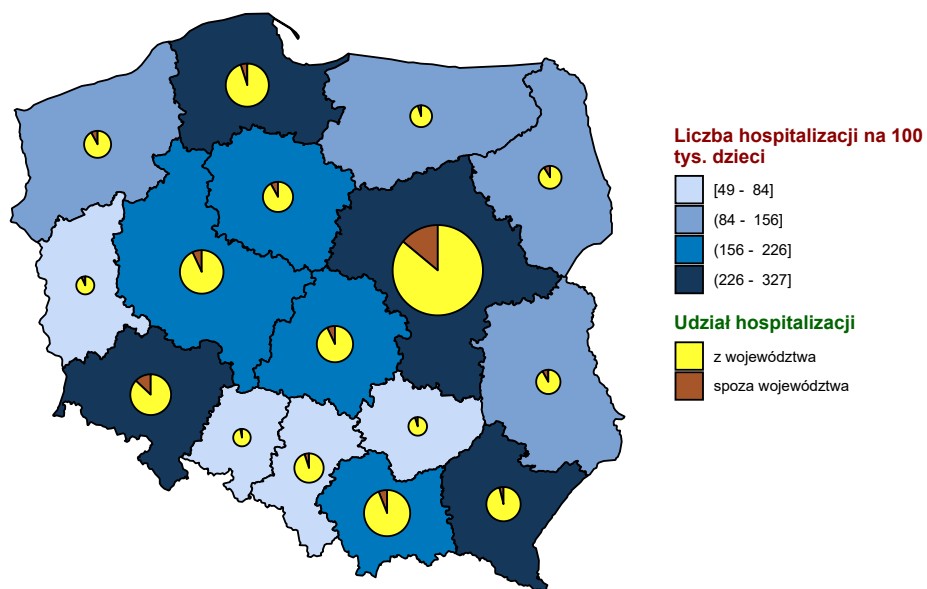 Liczba hospitalizacji na 100
tys. dzieci
[49 - 84]
(84 - 156]
(156 - 226]
(226 - 327]
Udział hospitalizacji
z województwa
spoza województwa